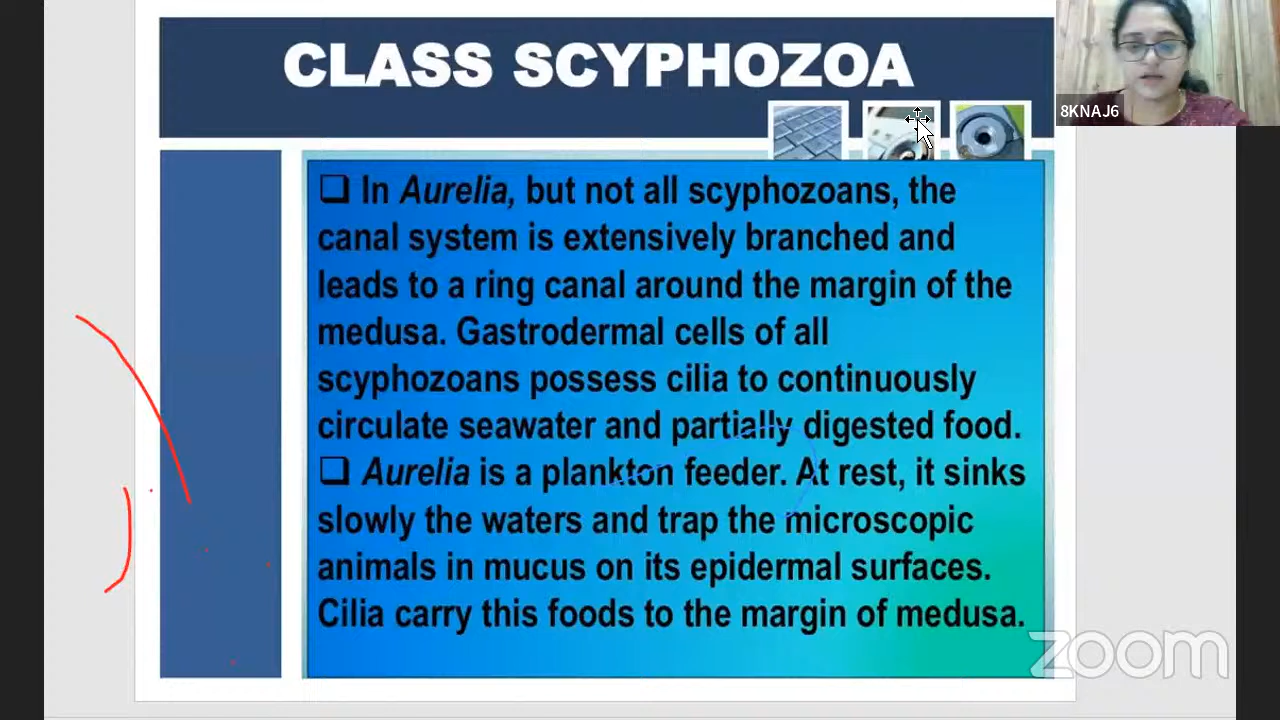 CLASS SCYPHOZOA
8KNAJ6
❑ In Aurelia, but not all scyphozoans, the
canal system is extensively branched and
leads to a ring canal around the margin of the
medusa. Gastrodermal cells of all
scyphozoans possess cilia to continuously
circulate seawater and partially digested food.
❑ Aurelia is a plankton feeder. At rest, it sinks
slowly the waters and trap the microscopic
animals in mucus on its epidermal surfaces.
Cilia carry this foods to the margin of medusa.
zoom